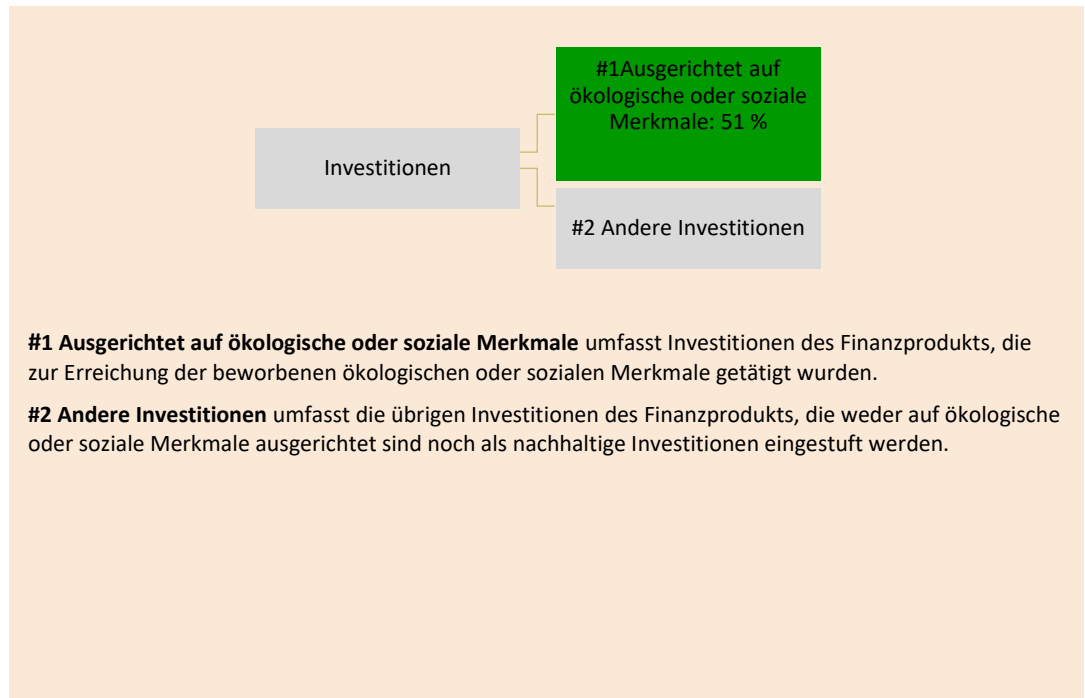 #1Ausgerichtet auf
ökologische oder soziale
Merkmale: 51 %
Investitionen
#2 Andere Investitionen
#1 Ausgerichtet auf ökologische oder soziale Merkmale umfasst Investitionen des Finanzprodukts, die
zur Erreichung der beworbenen ökologischen oder sozialen Merkmale getätigt wurden.
#2 Andere Investitionen umfasst die übrigen Investitionen des Finanzprodukts, die weder auf ökologische
oder soziale Merkmale ausgerichtet sind noch als nachhaltige Investitionen eingestuft werden.